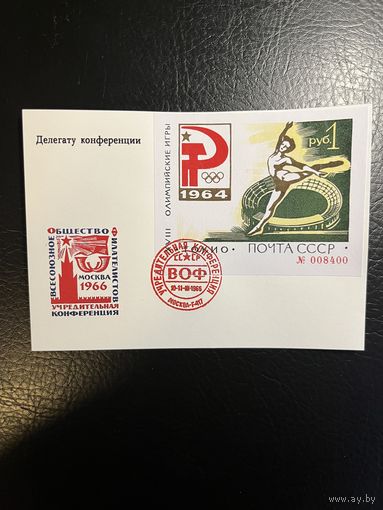 Делегату конференции
XVIII ОЛИМПИЙСКИЕ ИГРЫ
1964
руб. 1
ТОКИО · ПОЧТА СССР
№ 008400
ВСЕСОЮЗНОЕ ОБЩЕСТВО ФИЛАТЕЛИСТОВ
МОСКВА
1966
УЧРЕДИТЕЛЬНАЯ
КОНФЕРЕНЦИЯ
УЧРЕДИТЕЛЬНАЯ КОНФЕРЕНЦИЯ
СССР
ВОФ
МОСКВА
www.ay.by